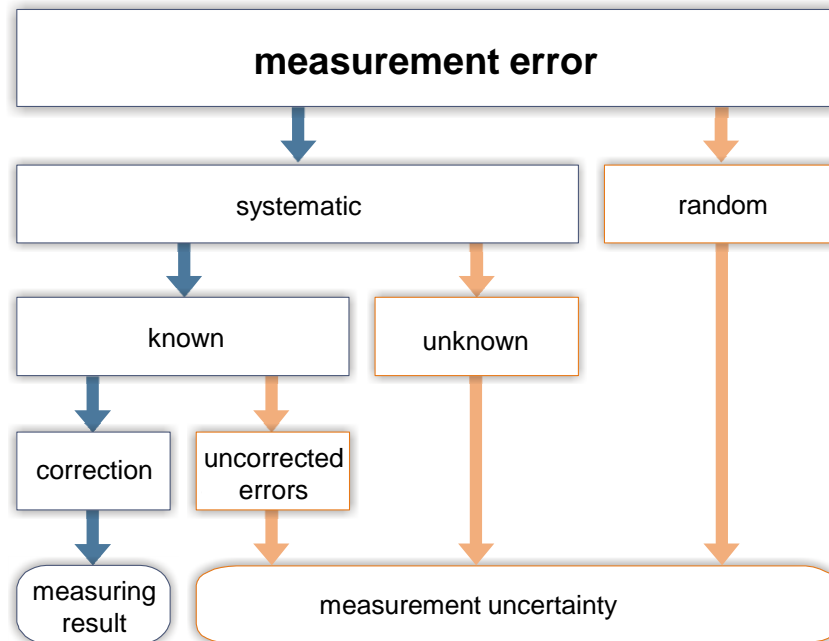 measurement error
systematic
random
known
unknown
correction
uncorrected
errors
measuring
result
measurement uncertainty